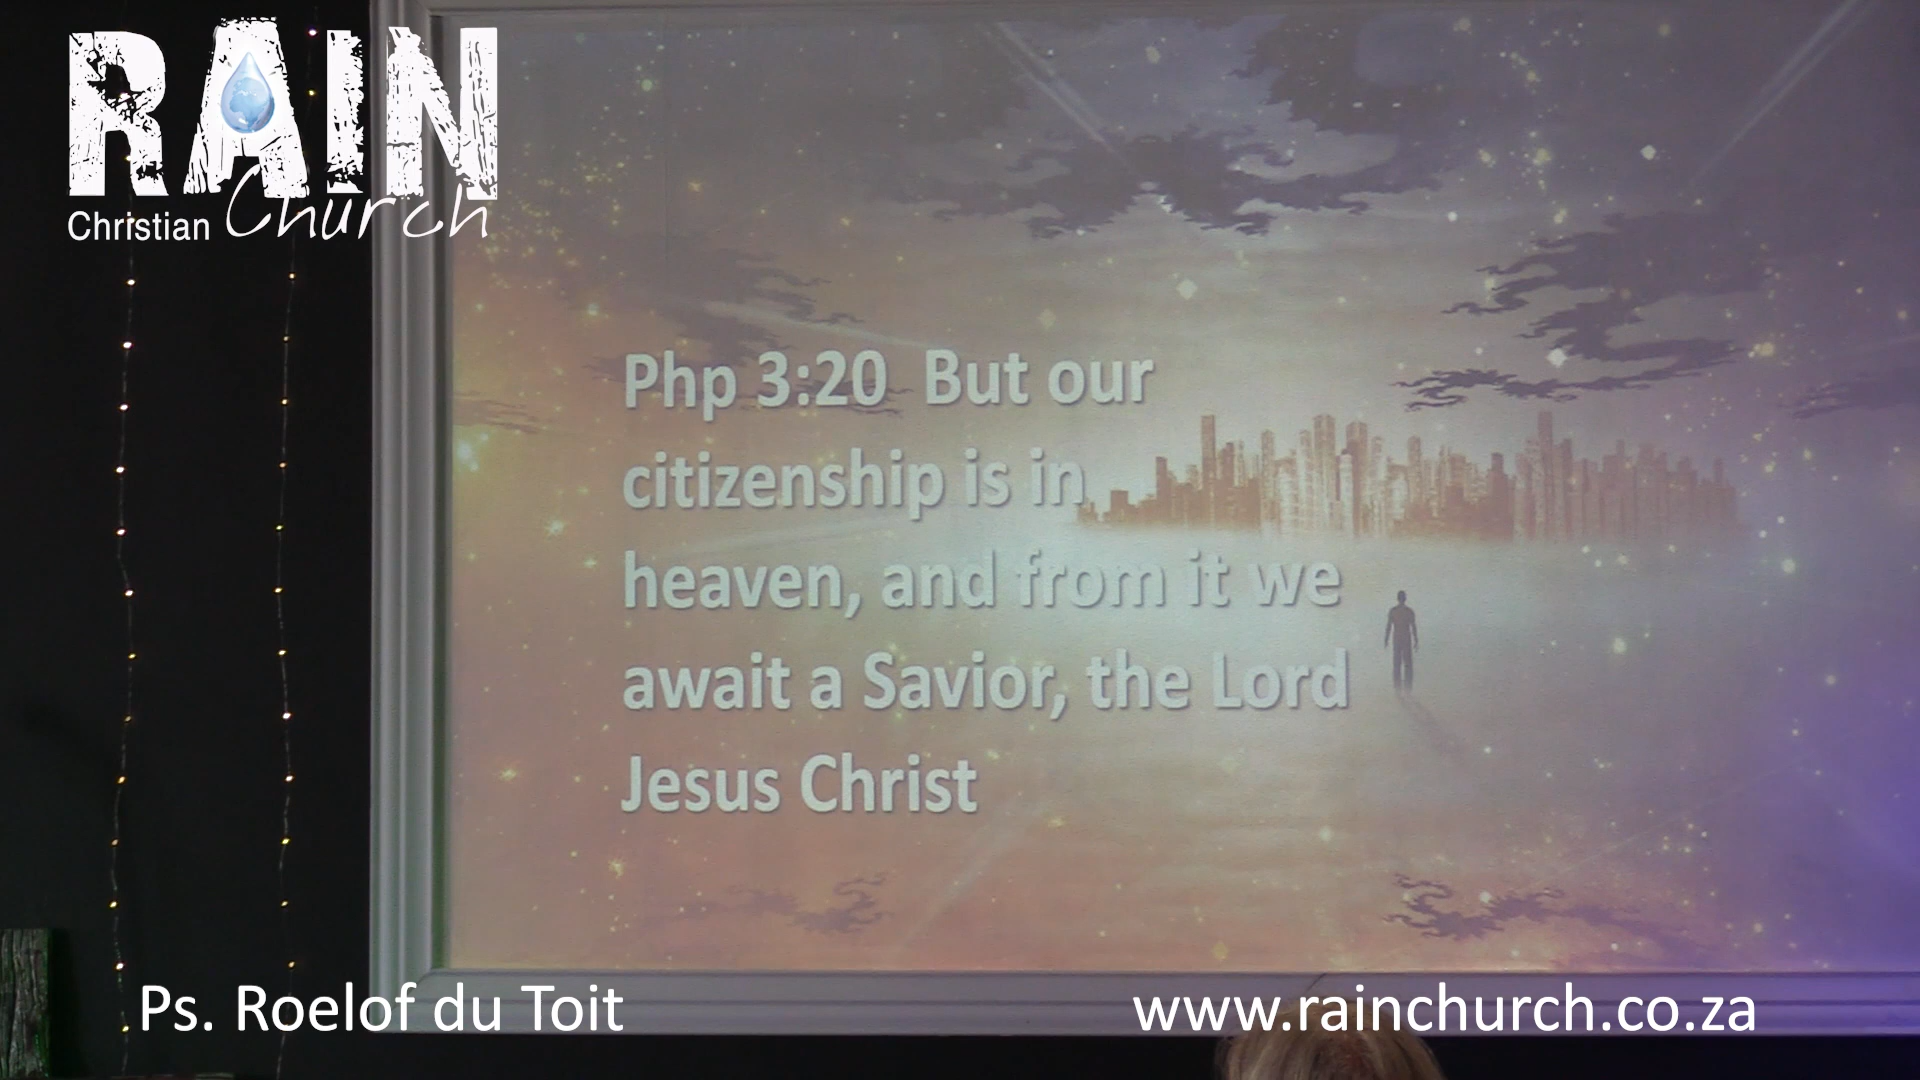 RAIN
Christian Church
Php 3:20 But our
citizenship is in
heaven, and from it we
await a Savior, the Lord
Jesus Christ
Ps. Roelof du Toit
www.rainchurch.co.za